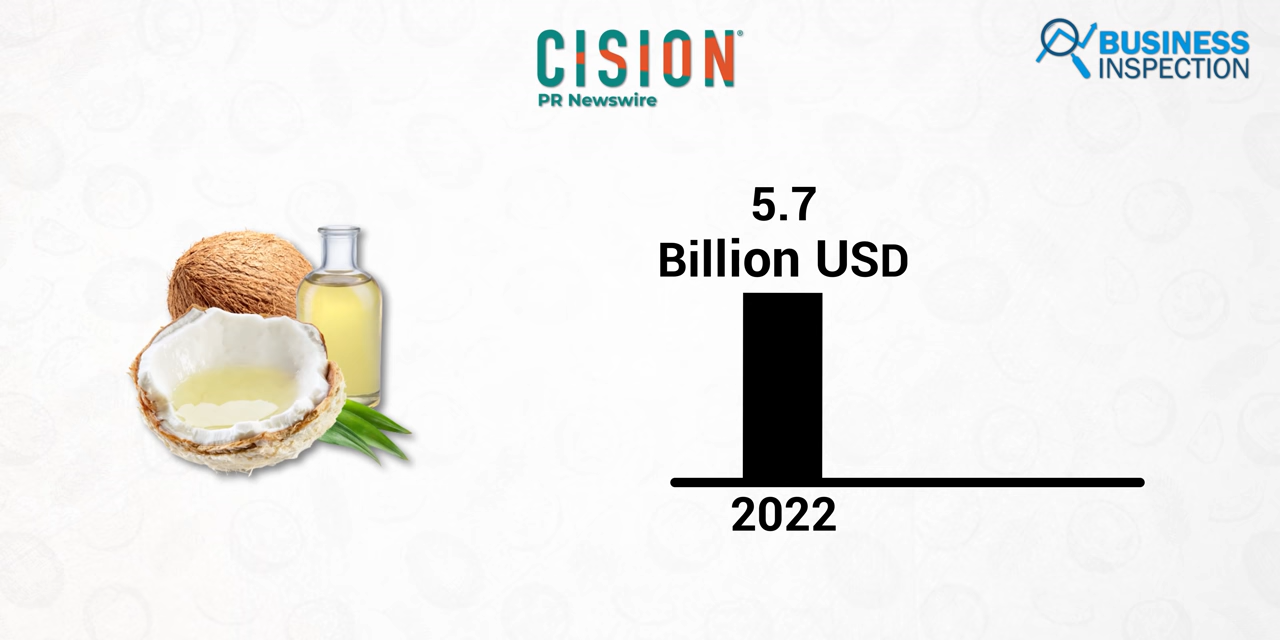 CISION®
PR Newswire
BUSINESS
INSPECTION
5.7
Billion USD
2022